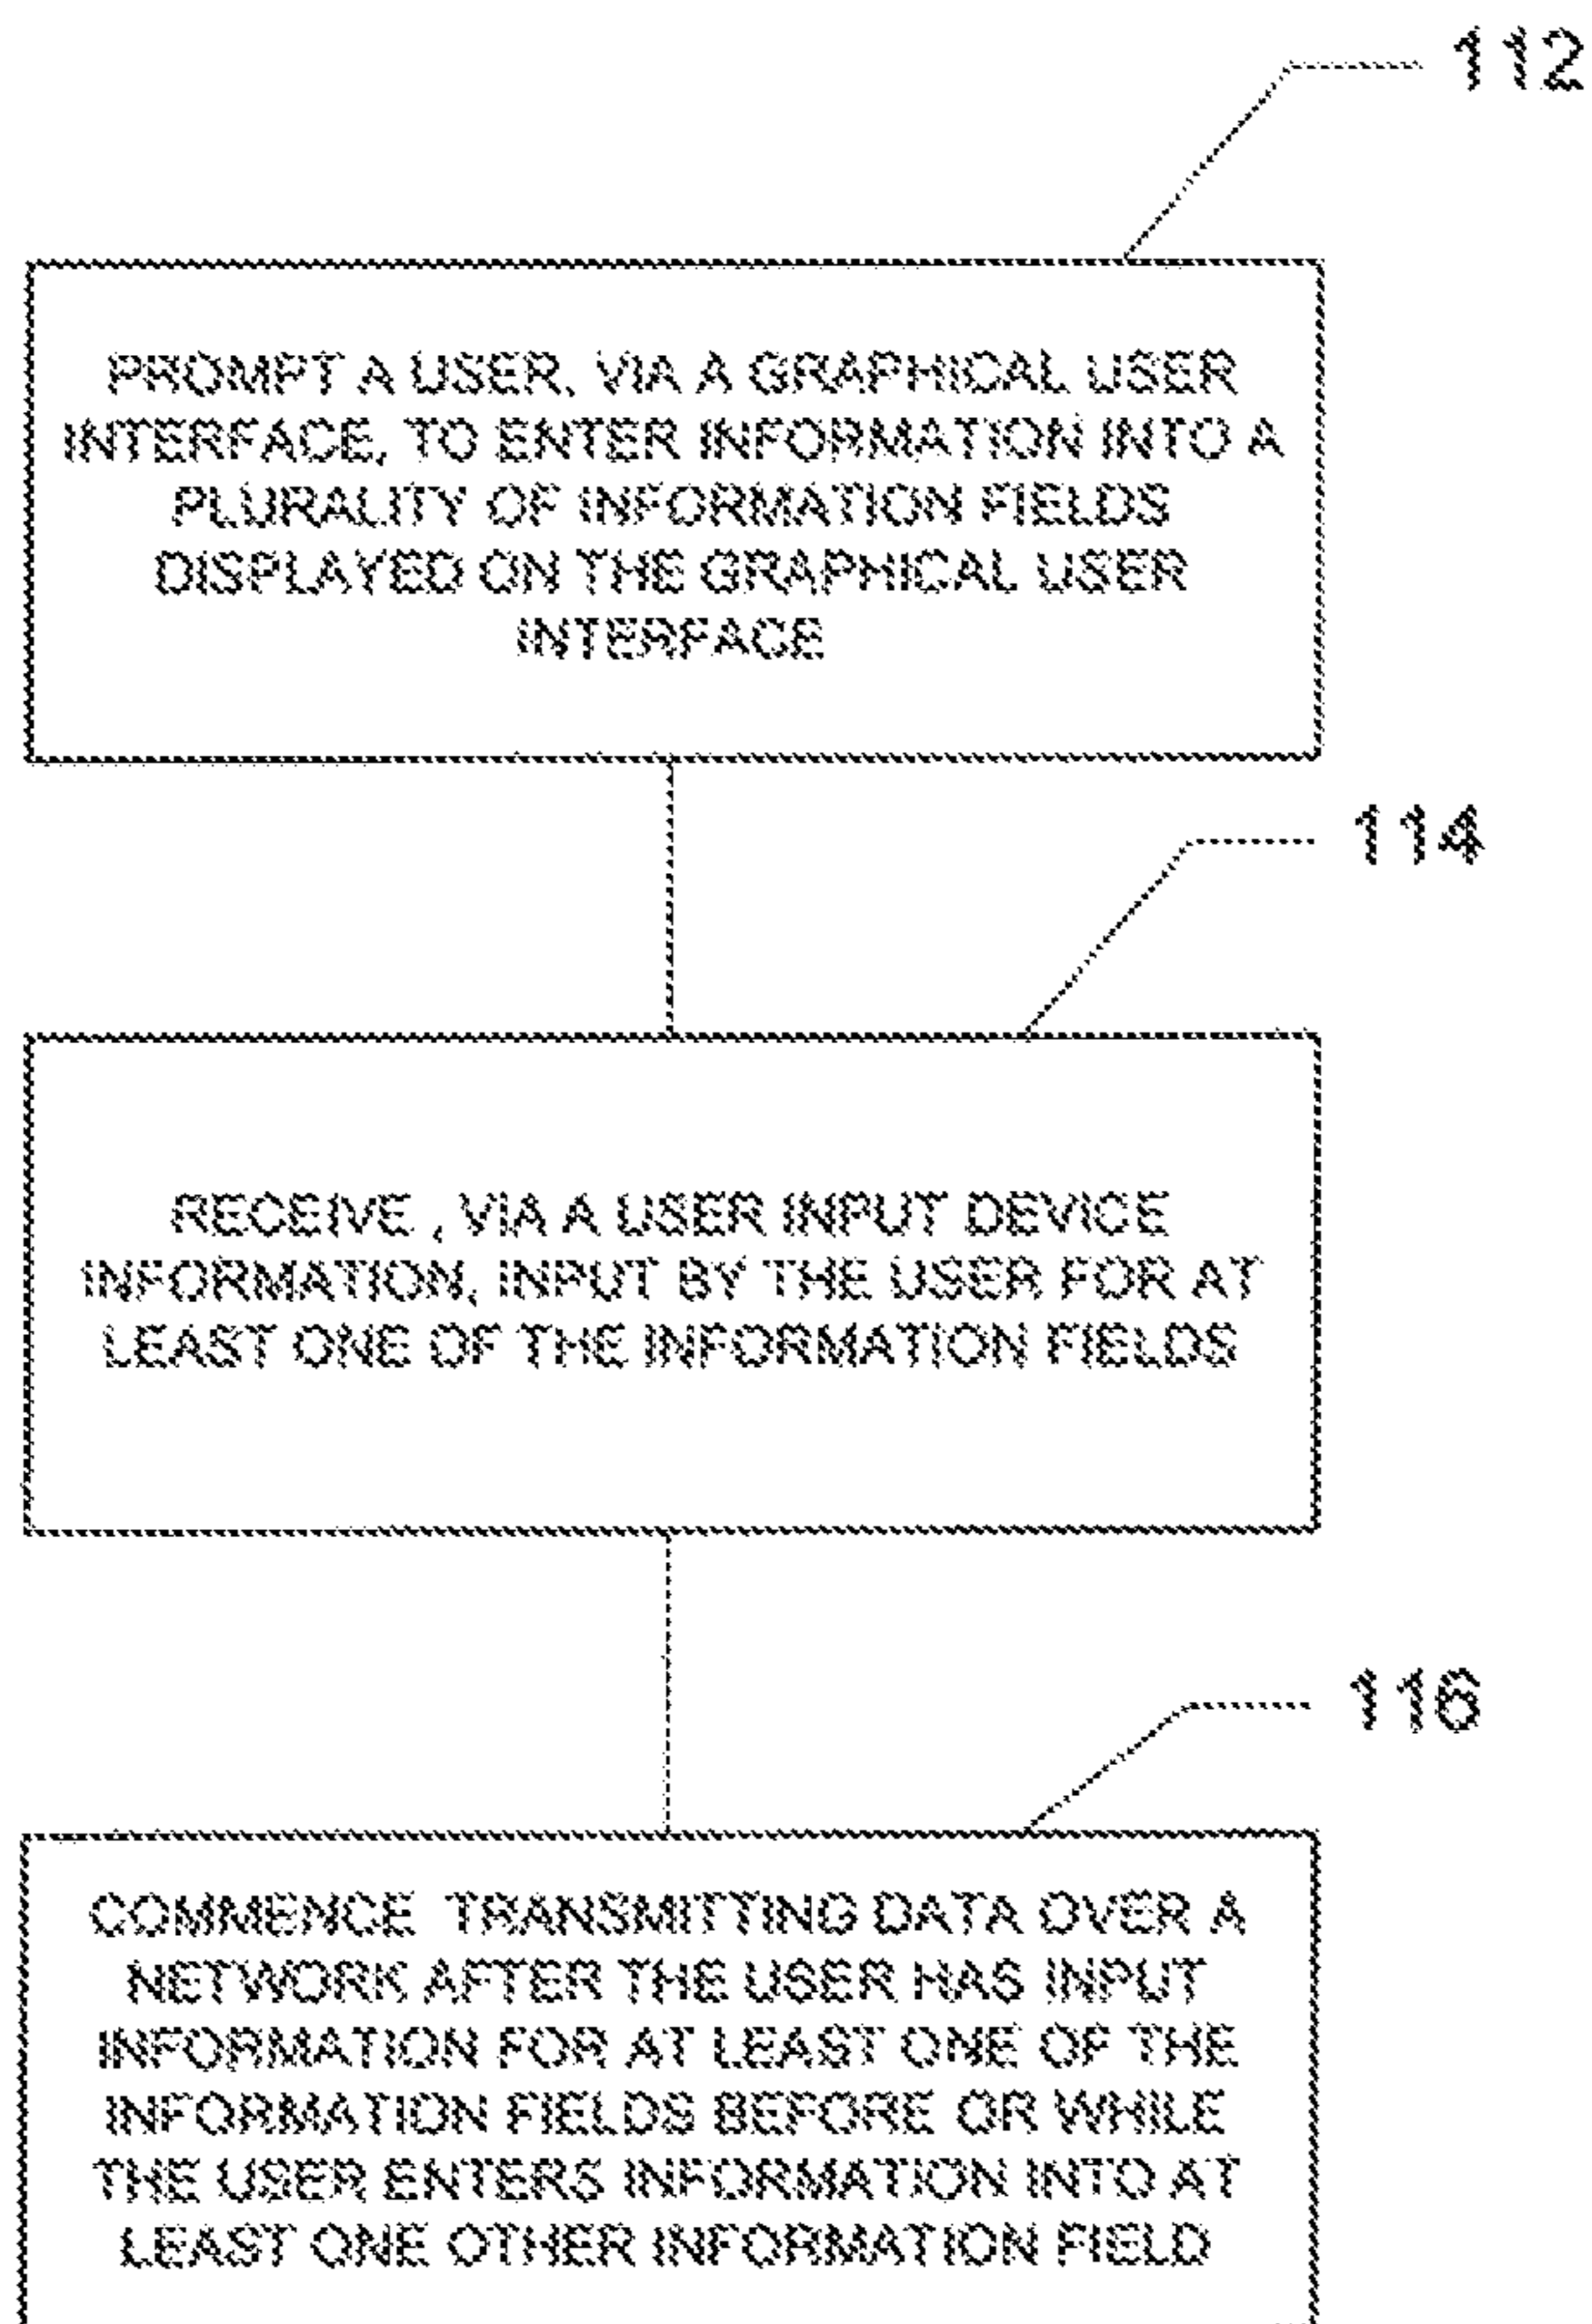 112
PROMPT A USER, VIA A GRAPHICAL USER
INTERFACE, TO ENTER INFORMATION INTO A
PLURALITY OF INFORMATION FIELDS
DISPLAYED ON THE GRAPHICAL USER
INTERFACE
114
RECEIVE , VIA A USER INPUT DEVICE
INFORMATION, INPUT BY THE USER FOR AT
LEAST ONE OF THE INFORMATION FIELDS
116
COMMENCE TRANSMITTING DATA OVER A
NETWORK AFTER THE USER HAS INPUT
INFORMATION FOR AT LEAST ONE OF THE
INFORMATION FIELDS BEFORE OR WHILE
THE USER ENTERS INFORMATION INTO AT
LEAST ONE OTHER INFORMATION FIELD